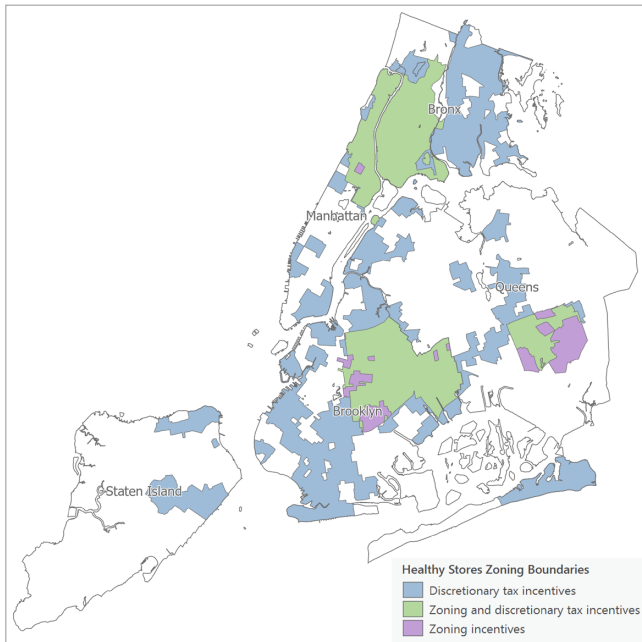 Bronx
Manhattan
Queens
Brooklyn
Staten Island
Healthy Stores Zoning Boundaries
Discretionary tax incentives
Zoning and discretionary tax incentives
Zoning incentives